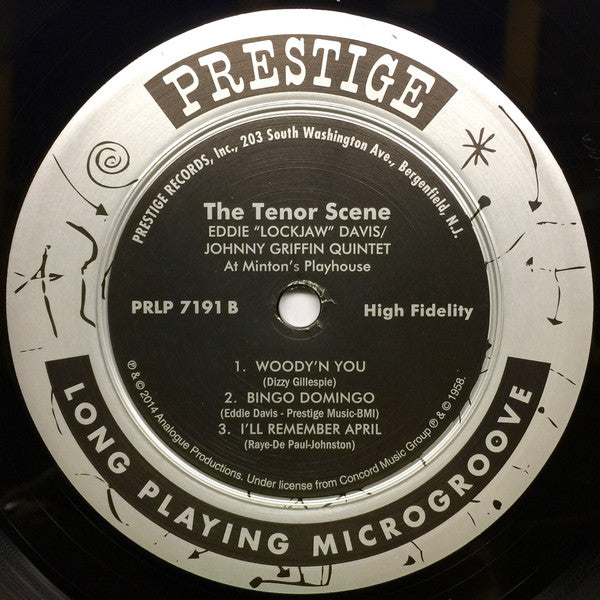 PRESTIGE
PRESTIGE RECORDS, Inc., 203 South Washington Ave., Bergenfield, N.J.
The Tenor Scene
EDDIE "LOCKJAW" DAVIS/
JOHNNY GRIFFIN QUINTET
At Minton's Playhouse
PRLP 7191 B
High Fidelity
1. WOODY'N YOU
(Dizzy Gillespie)
2. BINGO DOMINGO
(Eddie Davis - Prestige Music-BMI)
3. I'LL REMEMBER APRIL
(Raye-De Paul-Johnston)
℗ & © 2014 Analogue Productions. Under license from Concord Music Group ℗ & © 1958.
LONG PLAYING MICROGROOVE